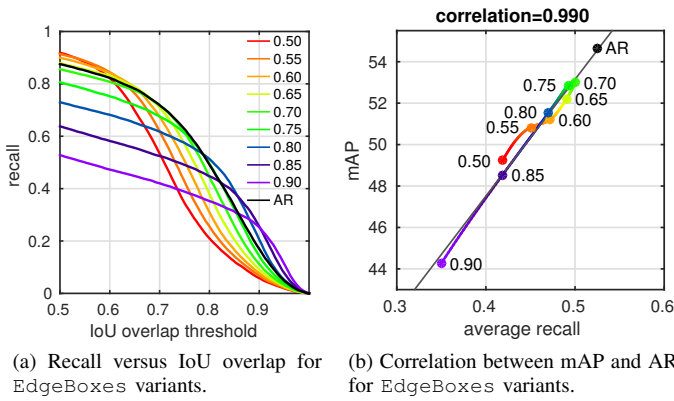 correlation=0.990
1
0.8
0.6
0.4
0.2
0
recall
0.50
0.55
0.60
0.65
0.70
0.75
0.80
0.85
0.90
AR
0.5 0.6 0.7 0.8 0.9
IoU overlap threshold
54
52
50
48
46
44
mAP
AR
0.75 0.70
0.80 0.65
0.55 0.60
0.50
0.85
0.90
0.3 0.4 0.5 0.6
average recall
(a) Recall versus IoU overlap for
EdgeBoxes variants.
(b) Correlation between mAP and AR
for EdgeBoxes variants.